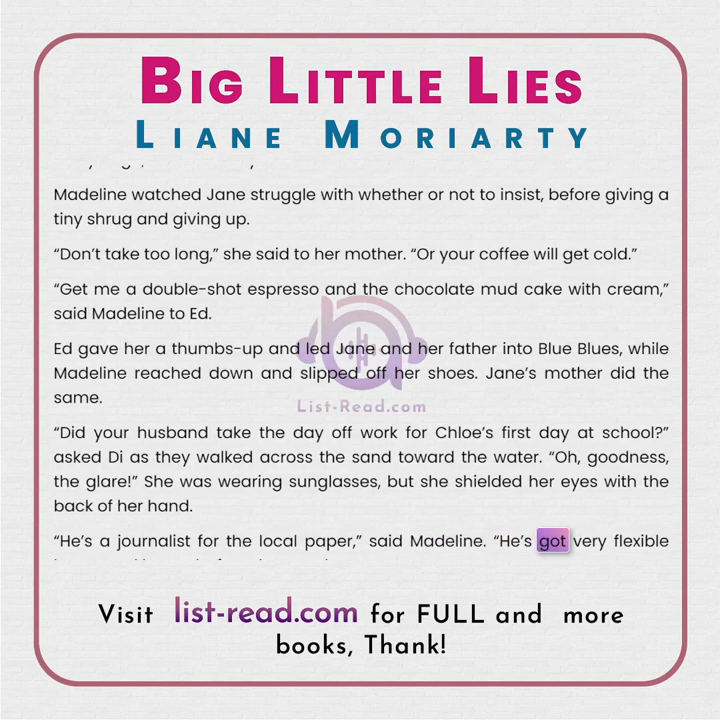 BIG LITTLE LIES
LIANE MORIARTY
Madeline watched Jane struggle with whether or not to insist, before giving a
tiny shrug and giving up.
“Don’t take too long,” she said to her mother. “Or your coffee will get cold.”
“Get me a double-shot espresso and the chocolate mud cake with cream,”
said Madeline to Ed.
Ed gave her a thumbs-up and led Jane and her father into Blue Blues, while
Madeline reached down and slipped off her shoes. Jane’s mother did the
same.
List-Read.com
“Did your husband take the day off work for Chloe’s first day at school?”
asked Di as they walked across the sand toward the water. “Oh, goodness,
the glare!” She was wearing sunglasses, but she shielded her eyes with the
back of her hand.
“He’s a journalist for the local paper,” said Madeline. “He’s got very flexible
Visit list-read.com for FULL and more
books, Thank!